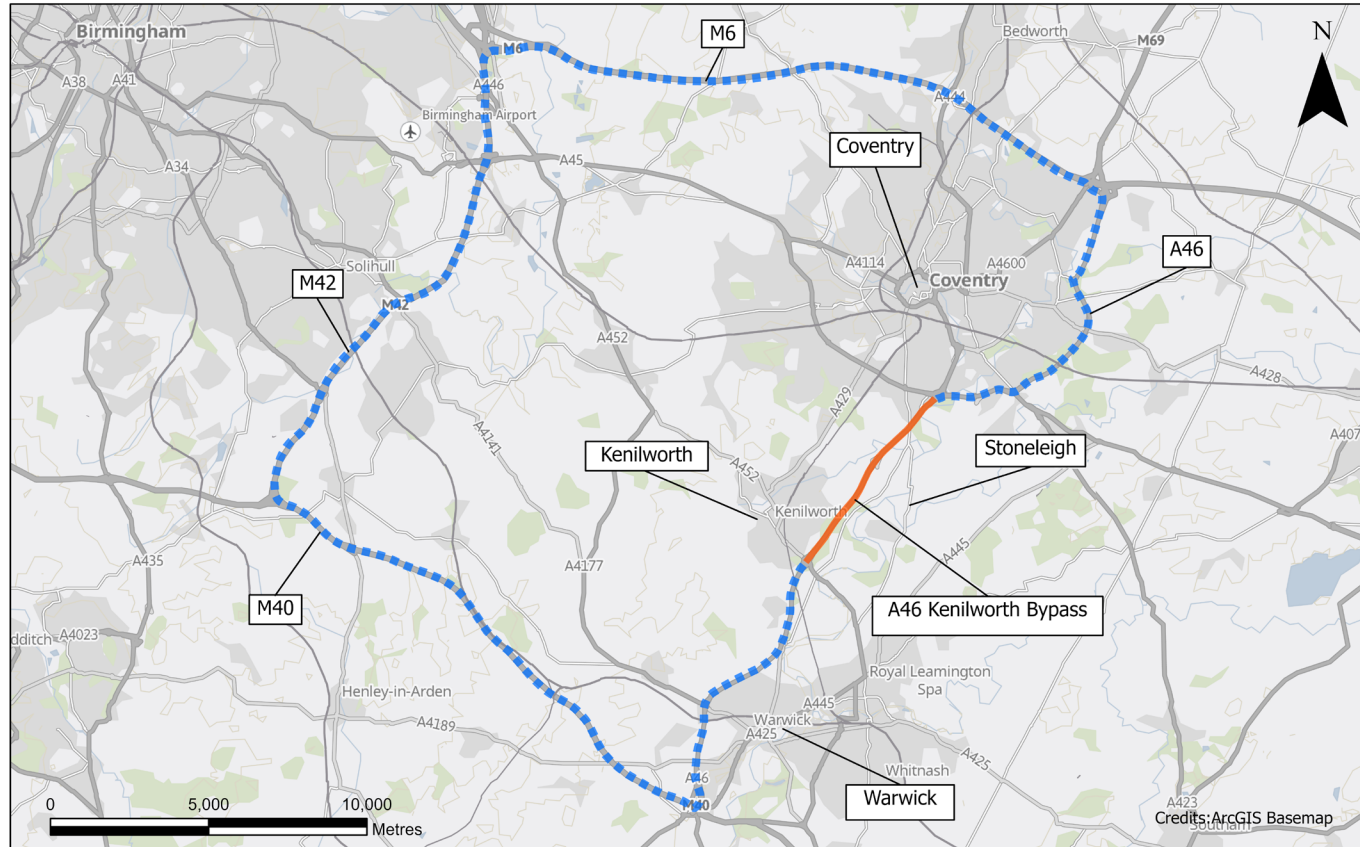 Birmingham
M6
M6
Bedworth
M69
N
A38
A41
A446
A444
Birmingham Airport
Coventry
A34
A45
A46
Solihull
A4114
A4600
M42
Coventry
M42
A452
A428
A429
A4141
Kenilworth
A452
Stoneleigh
A407
Kenilworth
A445
A435
A4177
M40
A46 Kenilworth Bypass
dditch
A4023
Henley-in-Arden
Royal Leamington
Spa
A445
A4189
Warwick
A425
A425
Whitnash
A46
M40
Warwick
0
5,000
10,000
Metres
A423
Southam
Credits:ArcGIS Basemap